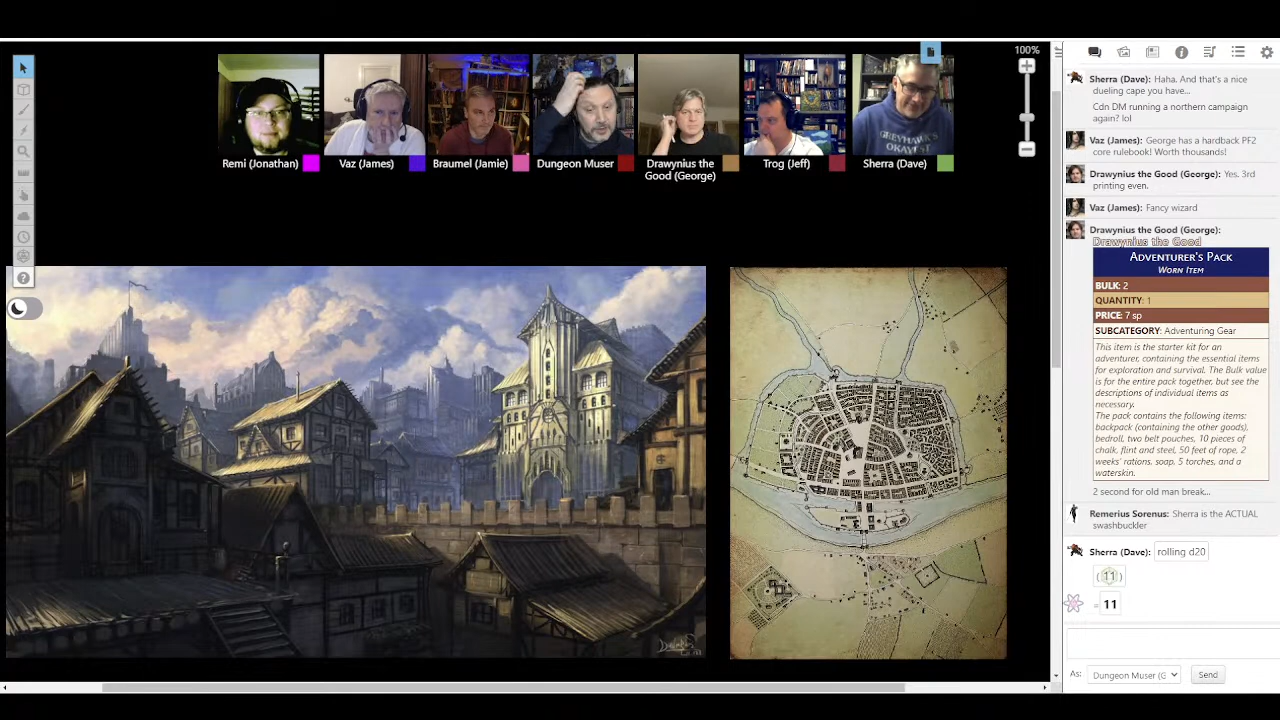 100%
Remi (Jonathan)
Vaz (James)
Braumel (Jamie)
Dungeon Muser
Drawynius the
Good (George)
Trog (Jeff)
Sherra (Dave)
GREYHAWK'S
OKAYEST
Sherra (Dave): Haha. And that's a nice
dueling cape you have...
Cdn DM running a northern campaign
again? lol
Vaz (James): George has a hardback PF2
core rulebook! Worth thousands!
Drawynius the Good (George): Yes. 3rd
printing even.
Vaz (James): Fancy wizard
Drawynius the Good (George):
Drawynius the Good
ADVENTURER'S PACK
WORN ITEM
BULK: 2
QUANTITY: 1
PRICE: 7 sp
SUBCATEGORY: Adventuring Gear
This item is the starter kit for an
adventurer, containing the essential items
for exploration and survival. The Bulk value
is for the entire pack together, but see the
descriptions of individual items as
necessary.
The pack contains the following items:
backpack (containing the other goods),
bedroll, two belt pouches, 10 pieces of
chalk, flint and steel, 50 feet of rope, 2
weeks' rations, soap, 5 torches, and a
waterskin.
2 second for old man break...
Remerius Sorenus: Sherra is the ACTUAL
swashbuckler
Sherra (Dave): rolling d20
(11)
= 11
As: Dungeon Muser (G
Send